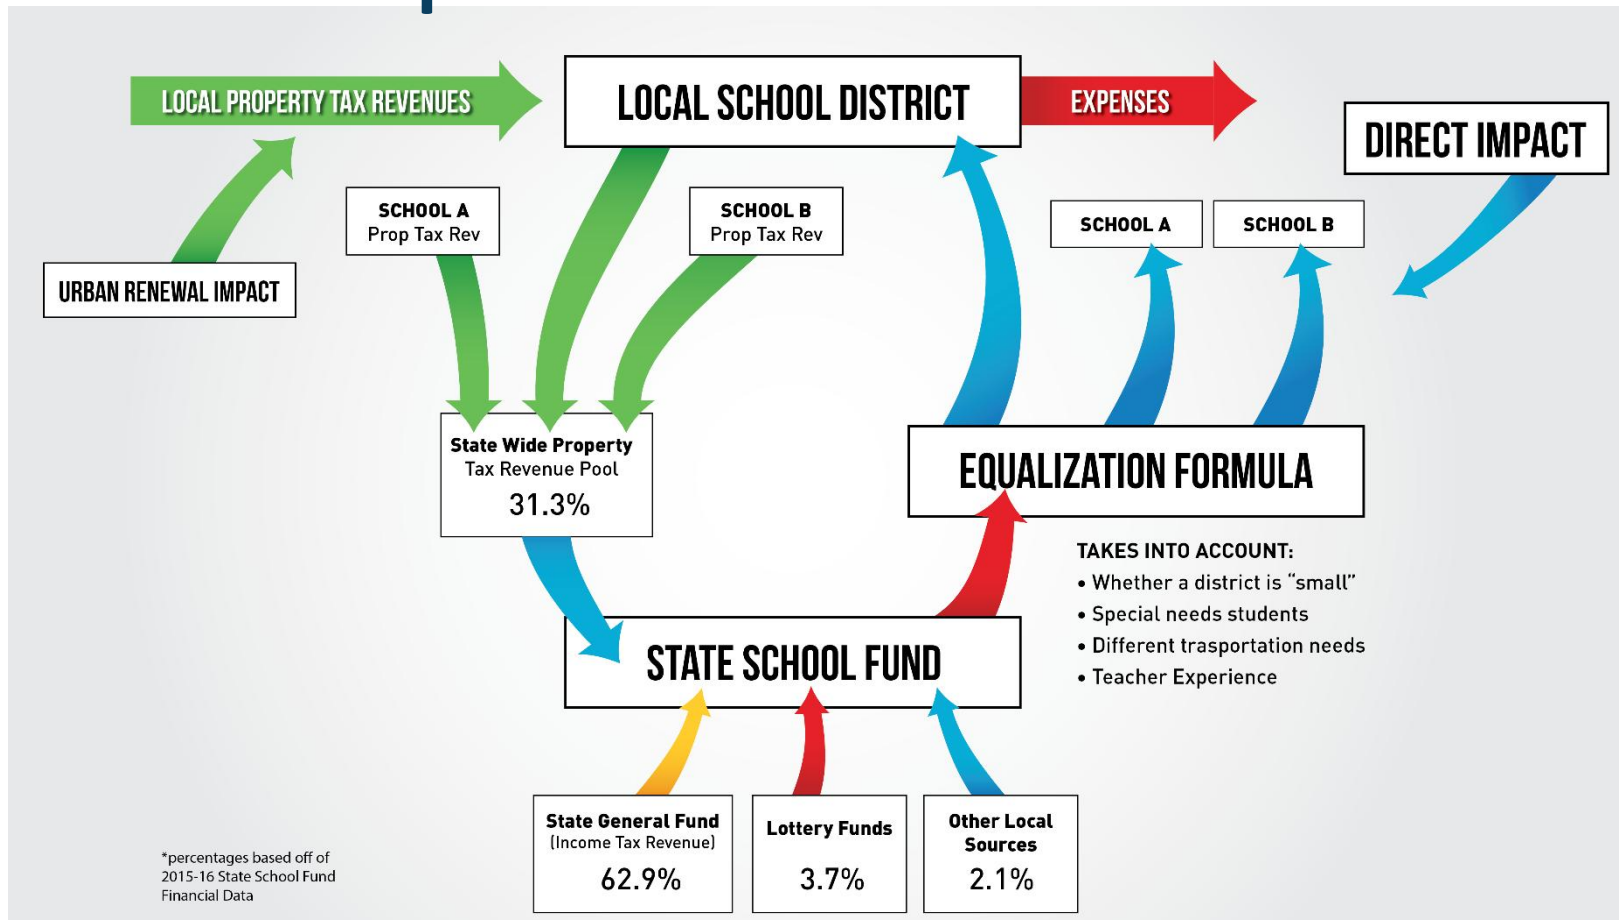 LOCAL PROPERTY TAX REVENUES
LOCAL SCHOOL DISTRICT
EXPENSES
DIRECT IMPACT
URBAN RENEWAL IMPACT
SCHOOL A
Prop Tax Rev
SCHOOL B
Prop Tax Rev
SCHOOL A
SCHOOL B
State Wide Property
Tax Revenue Pool
31.3%
EQUALIZATION FORMULA
TAKES INTO ACCOUNT:
• Whether a district is “small”
• Special needs students
• Different trasportation needs
• Teacher Experience
STATE SCHOOL FUND
State General Fund
(Income Tax Revenue)
62.9%
Lottery Funds
3.7%
Other Local
Sources
2.1%
*percentages based off of
2015-16 State School Fund
Financial Data